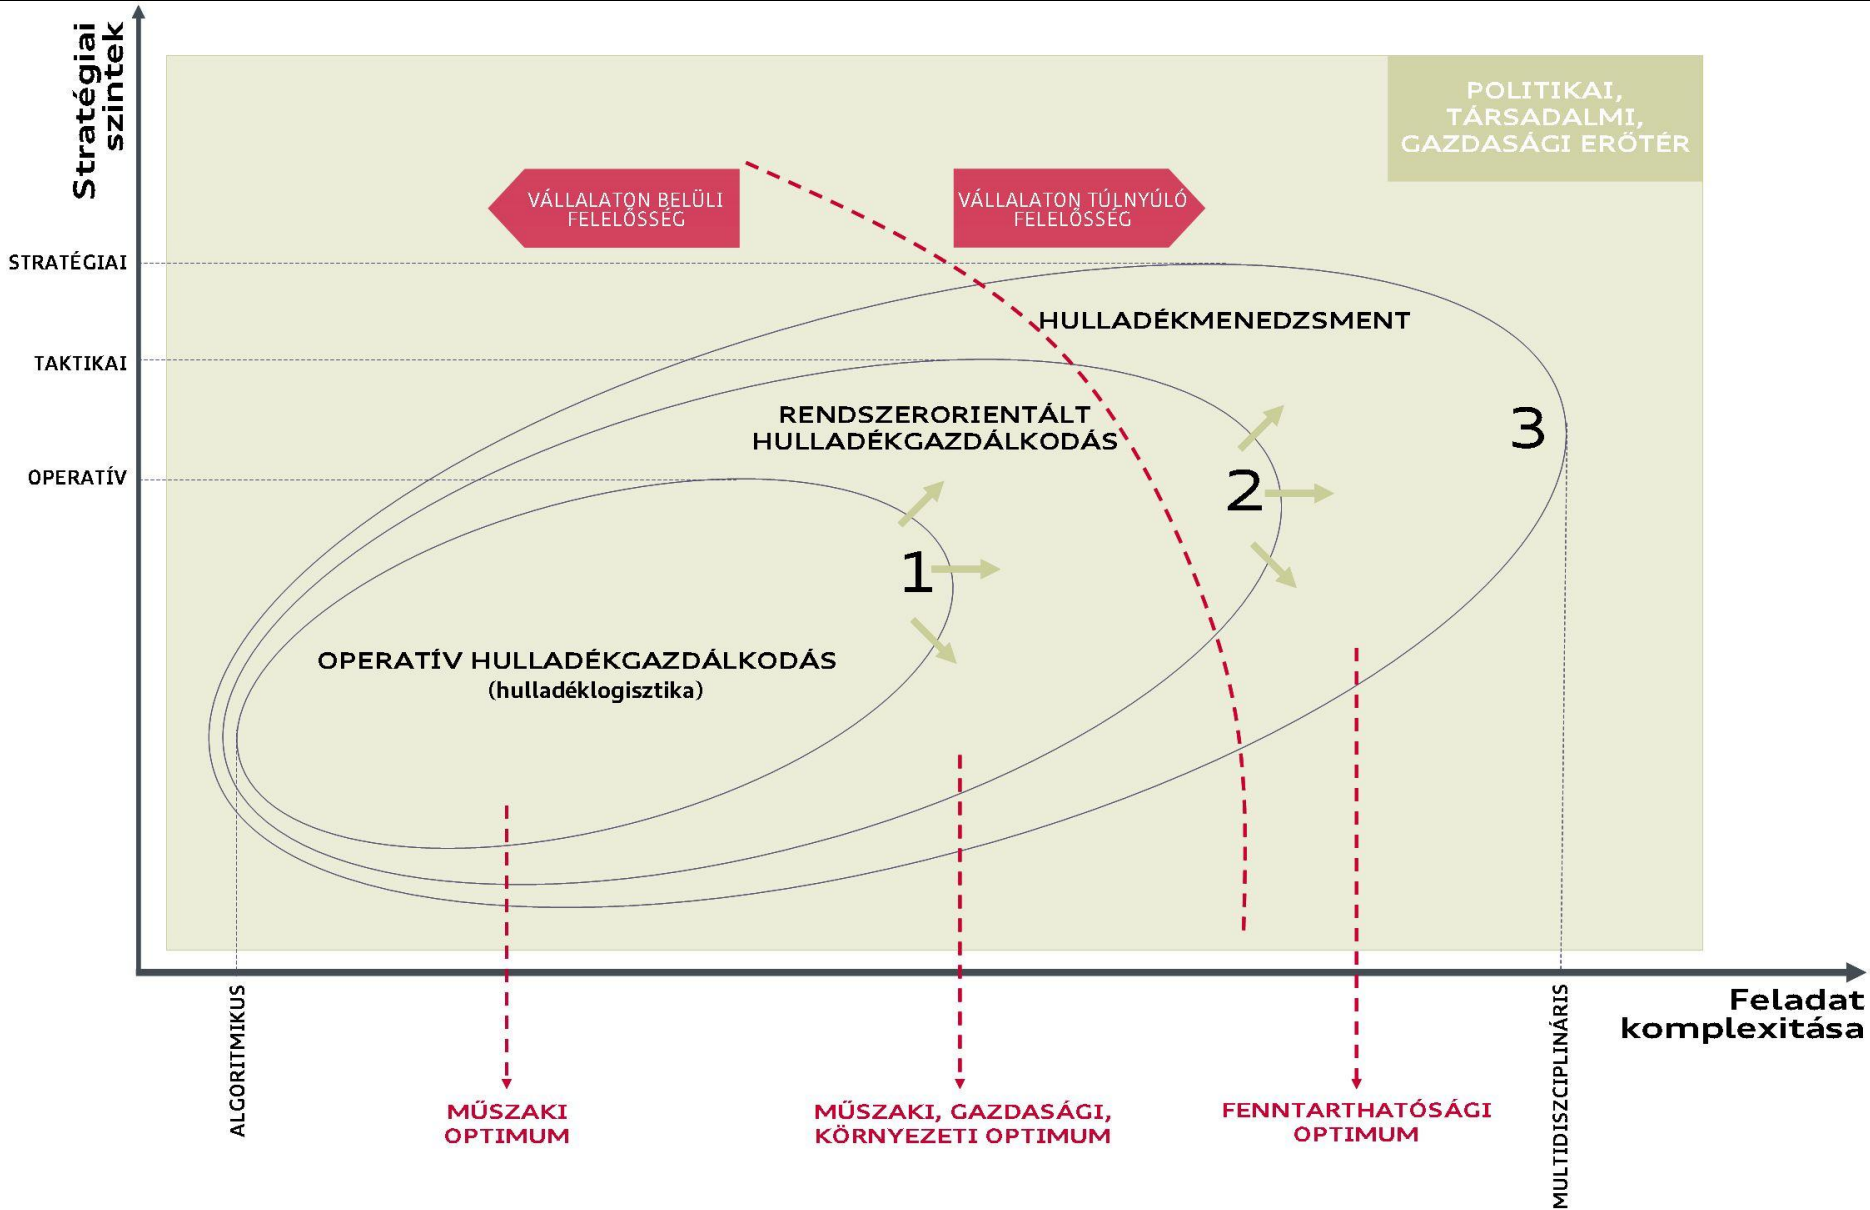 Stratégiai
szintek
POLITIKAI,
TÁRSADALMI,
GAZDASÁGI ERŐTÉR
VÁLLALATON BELÜLI
FELELŐSSÉG
VÁLLALATON TÚLNYÚLÓ
FELELŐSSÉG
STRATÉGIAI
HULLADÉKMENEDZSMENT
TAKTIKAI
RENDSZERORIENTÁLT
HULLADÉKGAZDÁLKODÁS
3
OPERATÍV
2
1
OPERATÍV HULLADÉKGAZDÁLKODÁS
(hulladéklogisztika)
ALGORITMIKUS
MULTIDISZCIPLINÁRIS
Feladat
komplexitása
MŰSZAKI
OPTIMUM
MŰSZAKI, GAZDASÁGI,
KÖRNYEZETI OPTIMUM
FENNTARTHATÓSÁGI
OPTIMUM